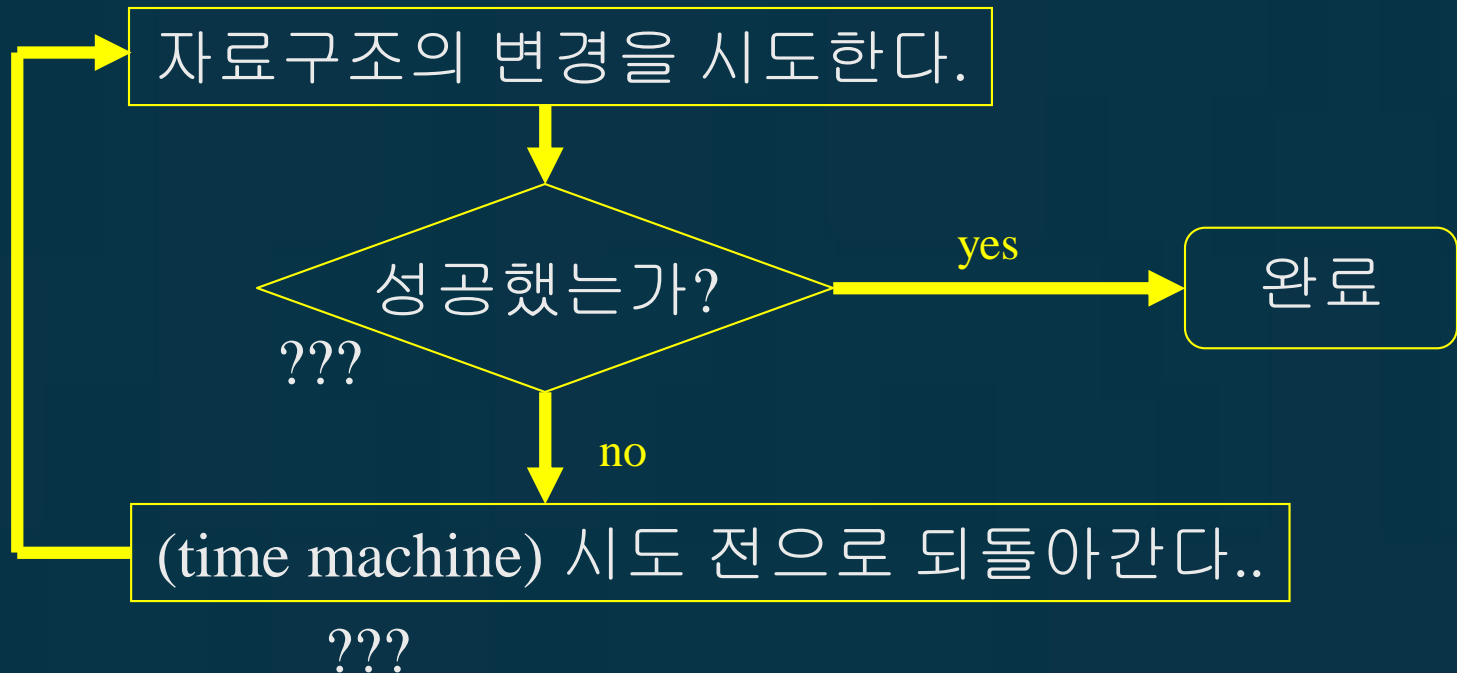 자료구조의 변경을 시도한다.
성공했는가?
yes
완료
???
no
(time machine) 시도 전으로 되돌아간다..
???